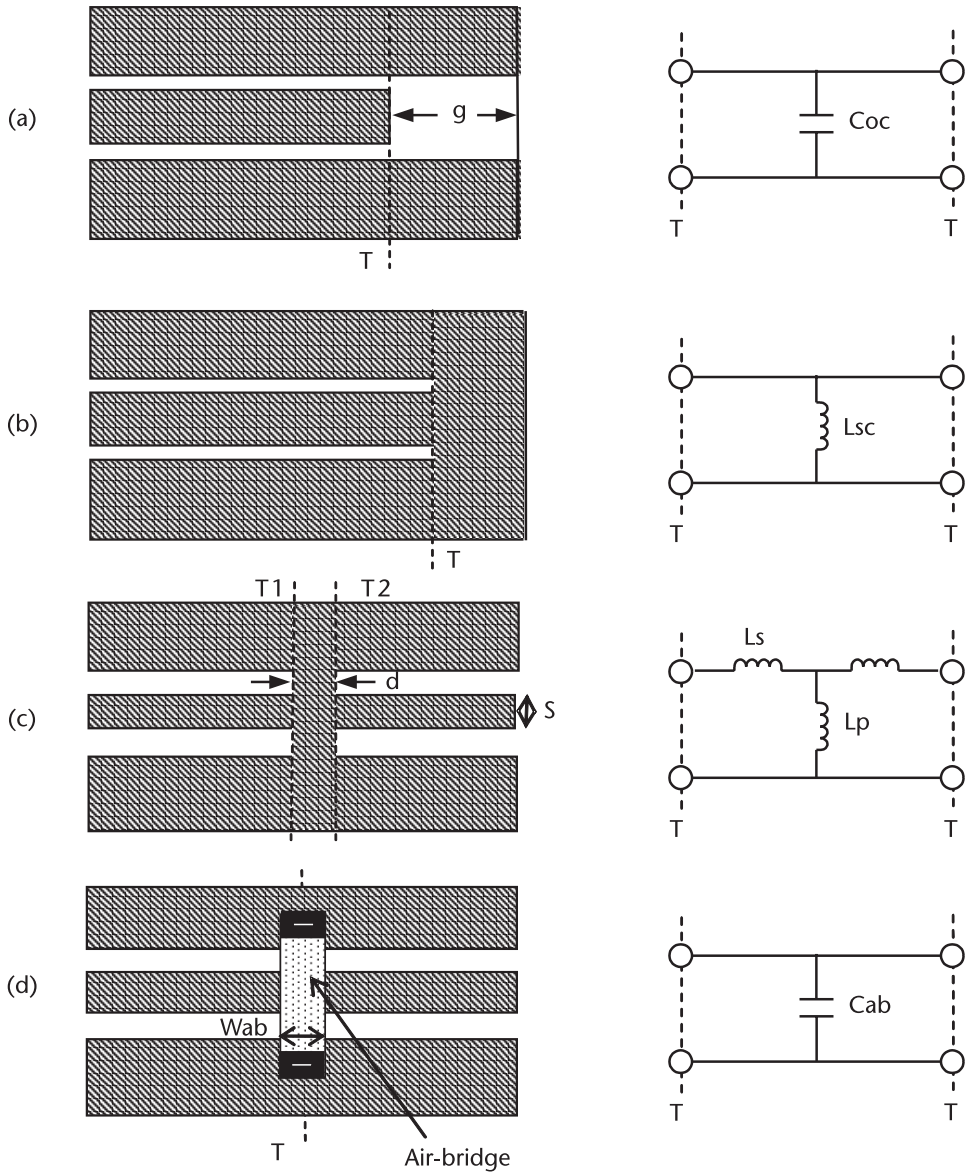 (a)
g
T
Coc
T T
(b)
T
Lsc
T T
(c)
T1 T2
d
S
Ls
Lp
T T
(d)
Wab
T
Air-bridge
Cab
T T